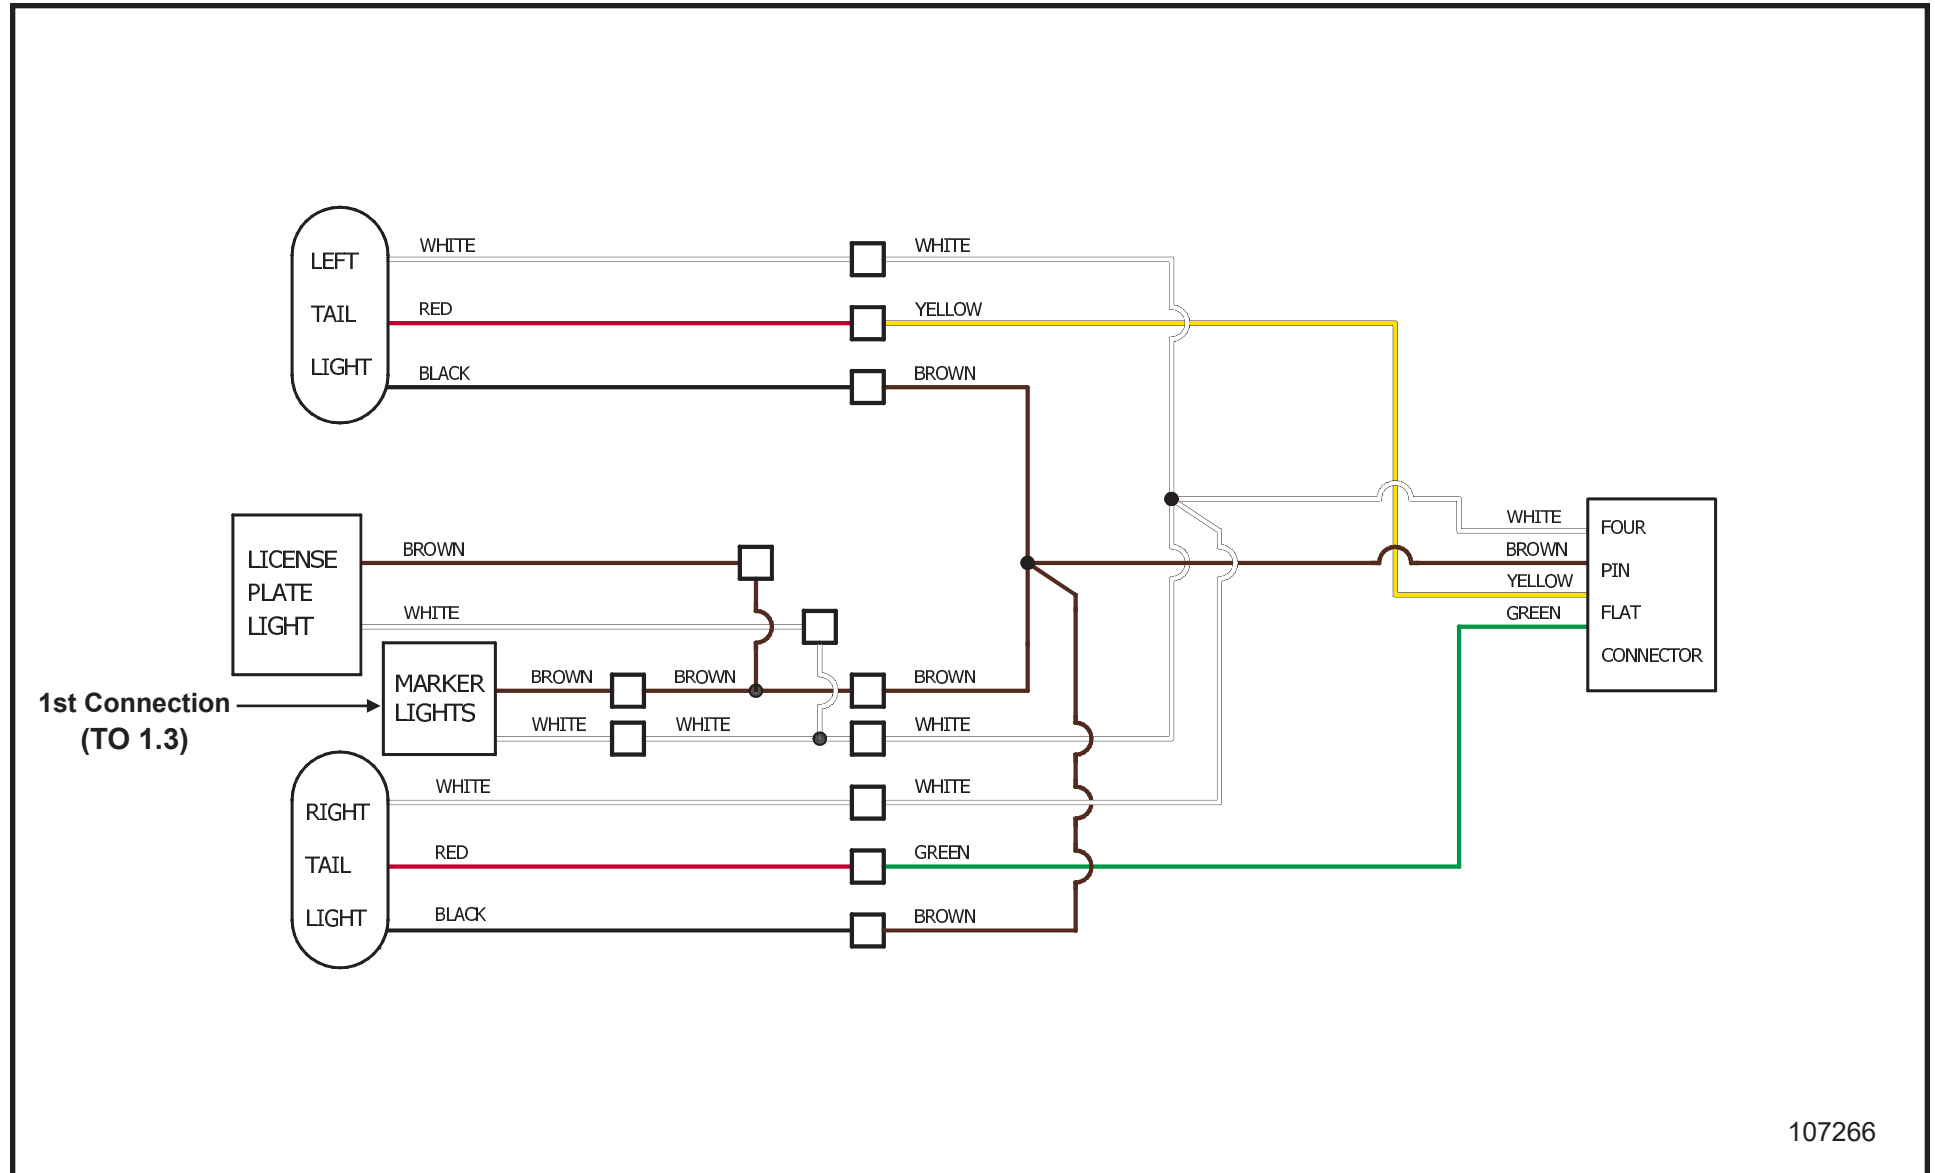 WHITE
WHITE
LEFT
TAIL
LIGHT
RED
YELLOW
BLACK
BROWN
LICENSE
PLATE
LIGHT
BROWN
WHITE
MARKER
LIGHTS
BROWN
BROWN
BROWN
WHITE
WHITE
WHITE
1st Connection
(TO 1.3)
RIGHT
TAIL
LIGHT
WHITE
WHITE
RED
GREEN
BLACK
BROWN
WHITE
BROWN
YELLOW
GREEN
FOUR
PIN
FLAT
CONNECTOR
107266